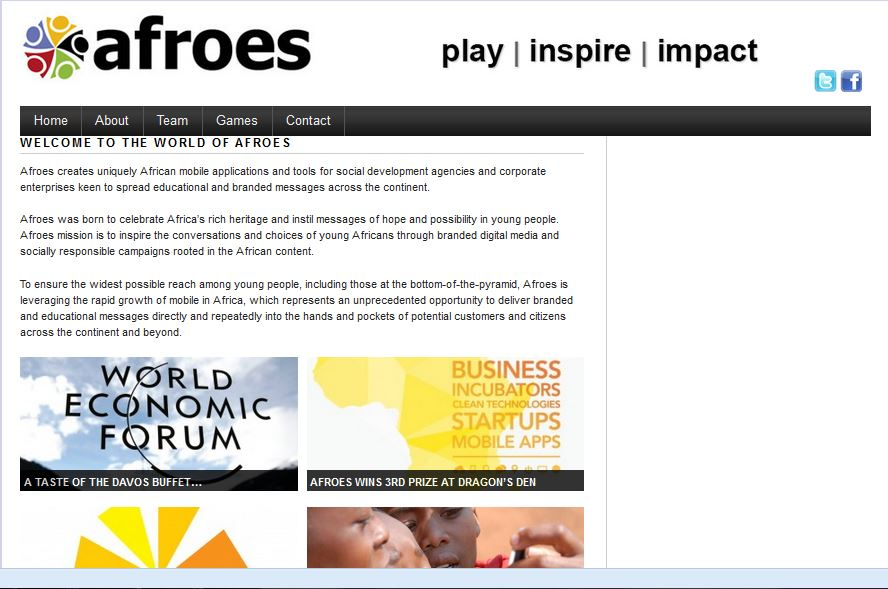 afroes
play | inspire | impact
Home About Team Games Contact
WELCOME TO THE WORLD OF AFROES
Afroes creates uniquely African mobile applications and tools for social development agencies and corporate
enterprises keen to spread educational and branded messages across the continent.
Afroes was born to celebrate Africa's rich heritage and instil messages of hope and possibility in young people.
Afroes mission is to inspire the conversations and choices of young Africans through branded digital media and
socially responsible campaigns rooted in the African content.
To ensure the widest possible reach among young people, including those at the bottom-of-the-pyramid, Afroes is
leveraging the rapid growth of mobile in Africa, which represents an unprecedented opportunity to deliver branded
and educational messages directly and repeatedly into the hands and pockets of potential customers and citizens
across the continent and beyond.
WORLD
ECONOMIC
FORUM
A TASTE OF THE DAVOS BUFFET...
BUSINESS
INCUBATORS
CLEAN TECHNOLOGIES
STARTUPS
MOBILE APPS
AFROES WINS 3RD PRIZE AT DRAGON'S DEN